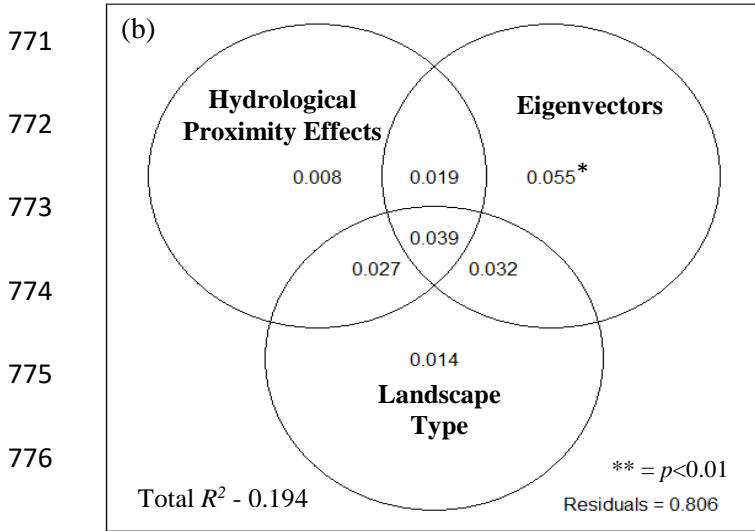 771
(b)
Hydrological
Proximity Effects
Eigenvectors
772
0.008
0.019
0.055*
773
0.039
0.027
0.032
774
0.014
775
Landscape
Type
776
** = p<0.01
Total R² - 0.194
Residuals = 0.806